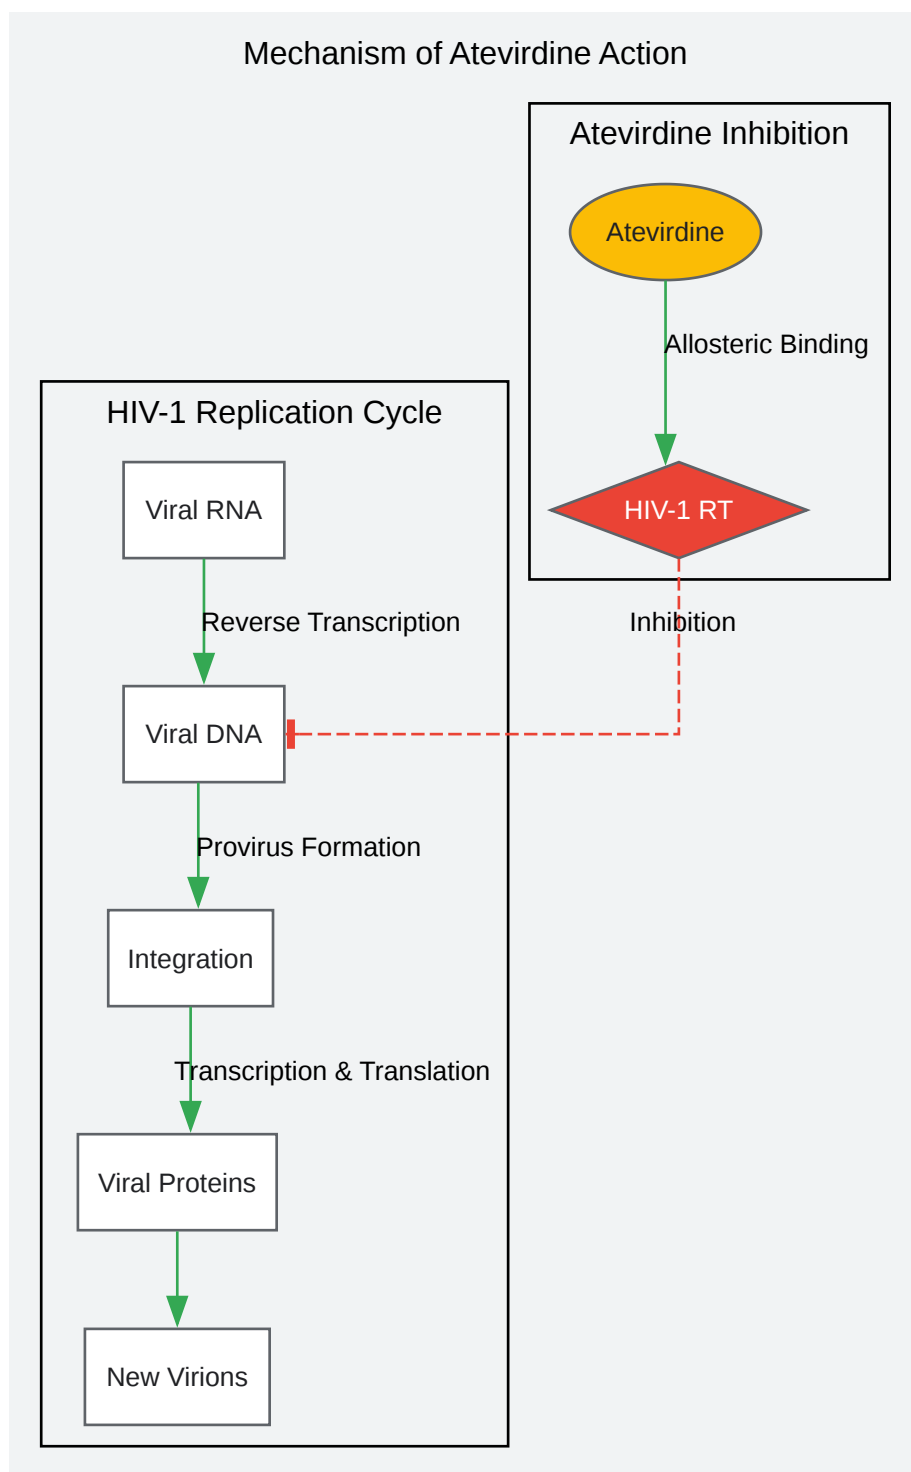 Mechanism of Atevirdine Action
Atevirdine Inhibition
Atevirdine
Allosteric Binding
HIV-1 RT
Inhibition
HIV-1 Replication Cycle
Viral RNA
Reverse Transcription
Viral DNA
Provirus Formation
Integration
Transcription & Translation
Viral Proteins
New Virions